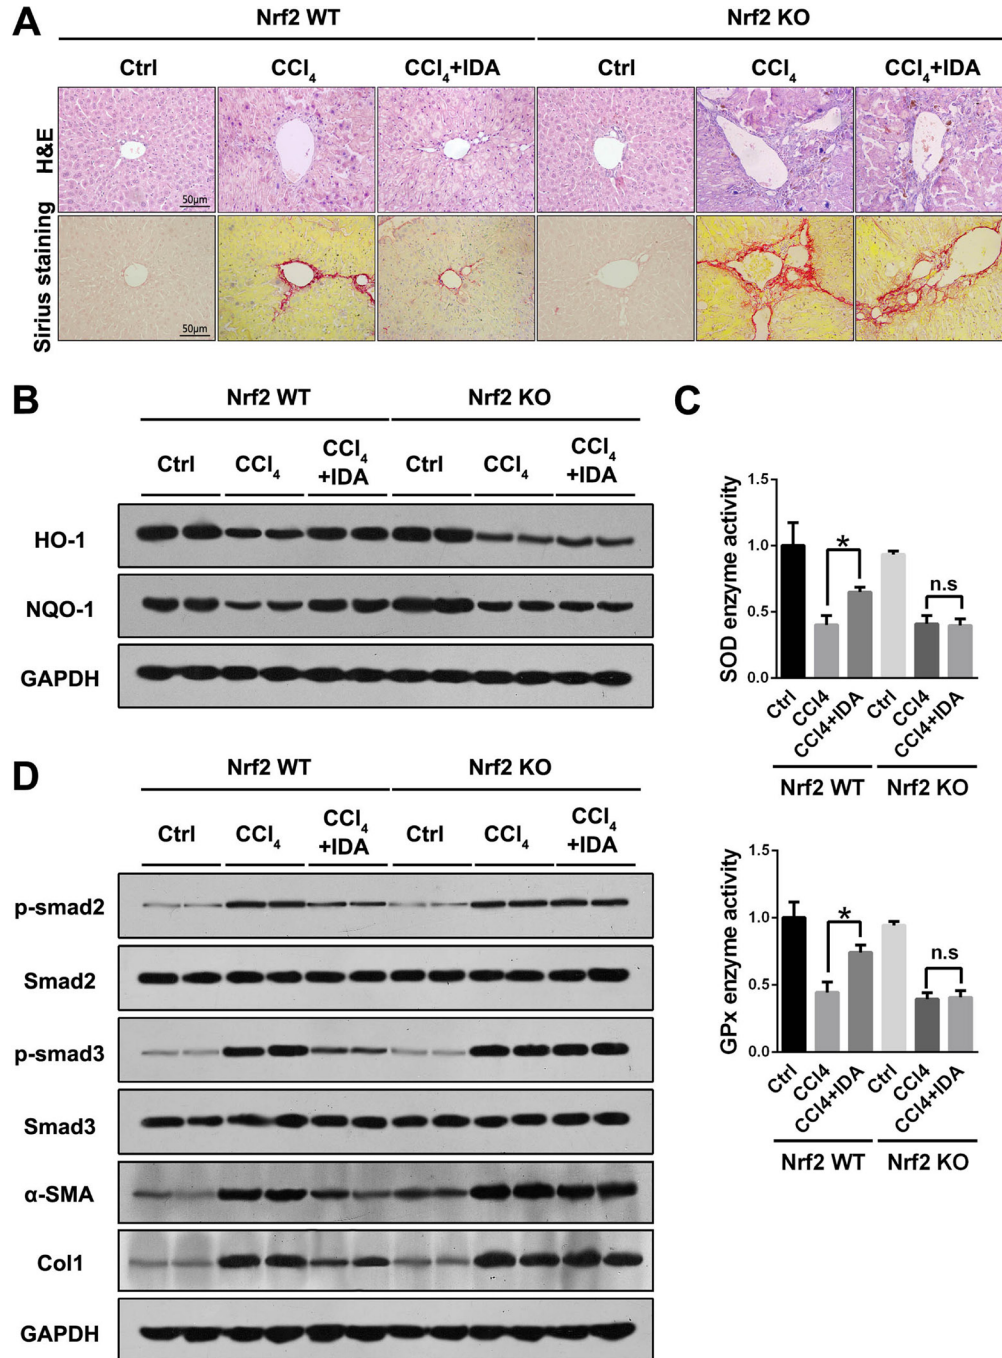 A
Nrf2 WT
Nrf2 KO
Ctrl
CCl4
CCl4+IDA
Ctrl
CCl4
CCl4+IDA
H&E
50μm
Sirius staining
50μm
B
Nrf2 WT
Nrf2 KO
Ctrl
CCl4
CCl4
+IDA
Ctrl
CCl4
CCl4
+IDA
HO-1
NQO-1
GAPDH
C
SOD enzyme activity
1.5
1.0
0.5
0.0
*
n.s
Ctrl
CCl4
CCl4+IDA
Ctrl
CCl4
CCl4+IDA
Nrf2 WT
Nrf2 KO
GPx enzyme activity
1.5
1.0
0.5
0.0
*
n.s
Ctrl
CCl4
CCl4+IDA
Ctrl
CCl4
CCl4+IDA
Nrf2 WT
Nrf2 KO
D
Nrf2 WT
Nrf2 KO
Ctrl
CCl4
CCl4
+IDA
Ctrl
CCl4
CCl4
+IDA
p-smad2
Smad2
p-smad3
Smad3
α-SMA
Col1
GAPDH